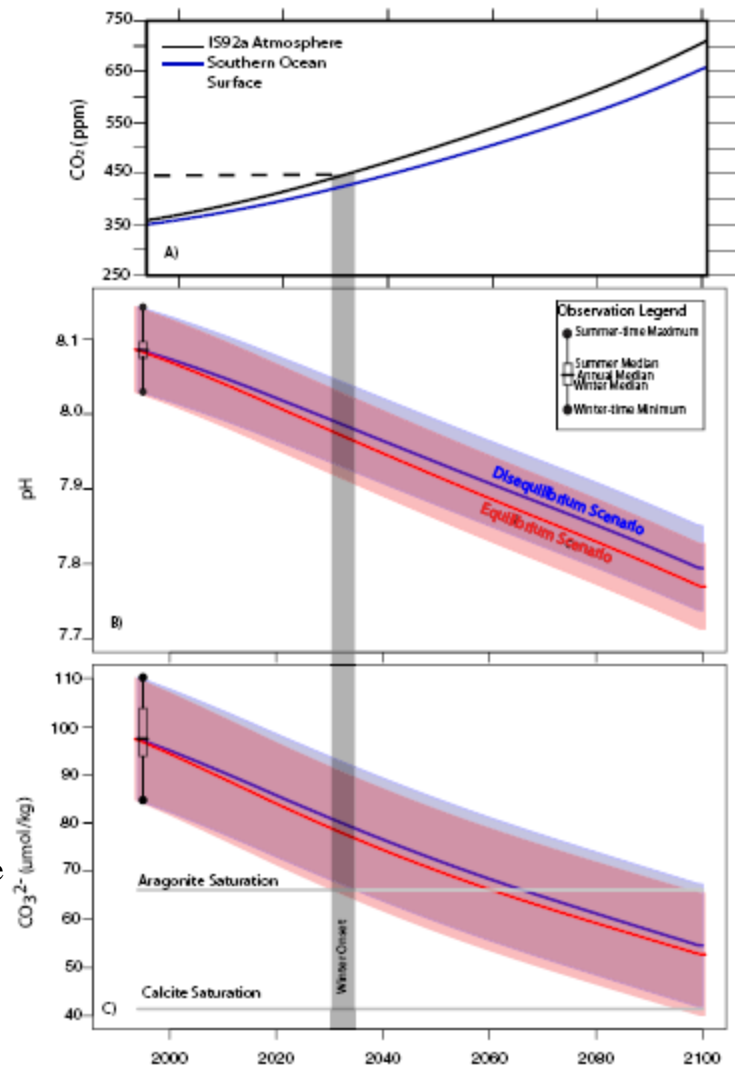 750
650
550
450
350
250
CO₂ (ppm)
IS92a Atmosphere
Southern Ocean
Surface
A)
8.1
8.0
7.9
7.8
7.7
pH
Observation Legend
Summer-time Maximum
Summer Median
Annual Median
Winter Median
Winter-time Minimum
Disequilibrium Scenario
Equilibrium Scenario
B)
110
100
90
80
70
60
50
40
CO3²⁻ (umol/kg)
e
Aragonite Saturation
Winter Onset
Calcite Saturation
C)
2000 2020 2040 2060 2080 2100